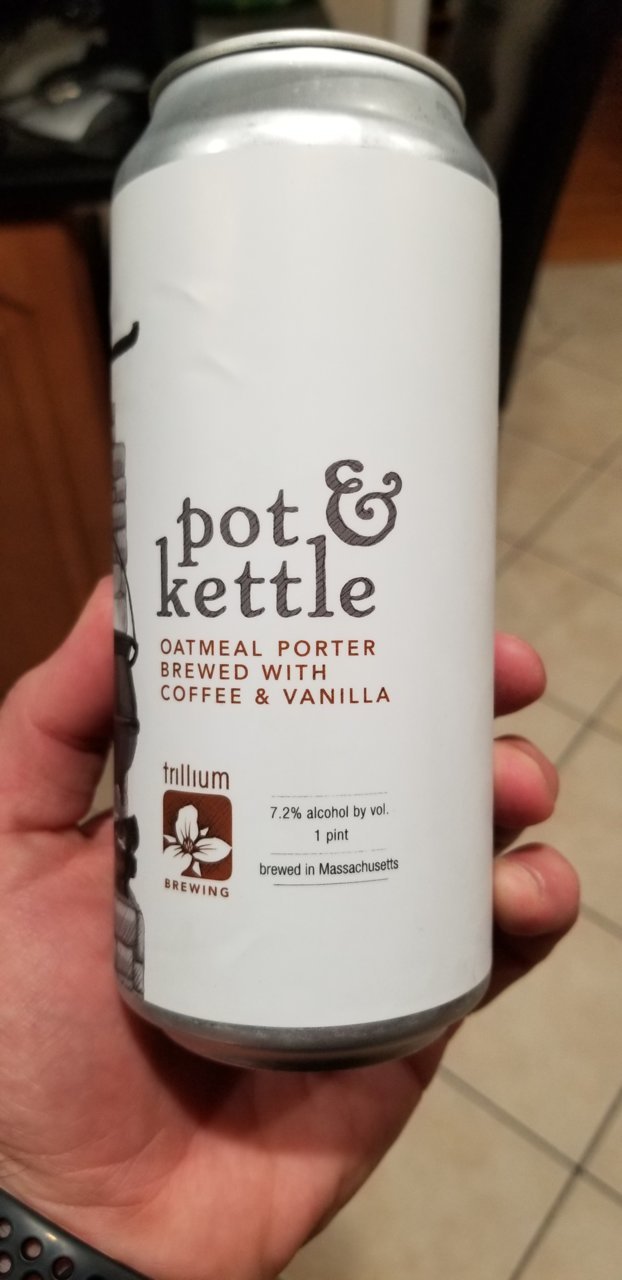 pot &
kettle
OATMEAL PORTER
BREWED WITH
COFFEE & VANILLA
trillium
BREWING
7.2% alcohol by vol.
1 pint
brewed in Massachusetts